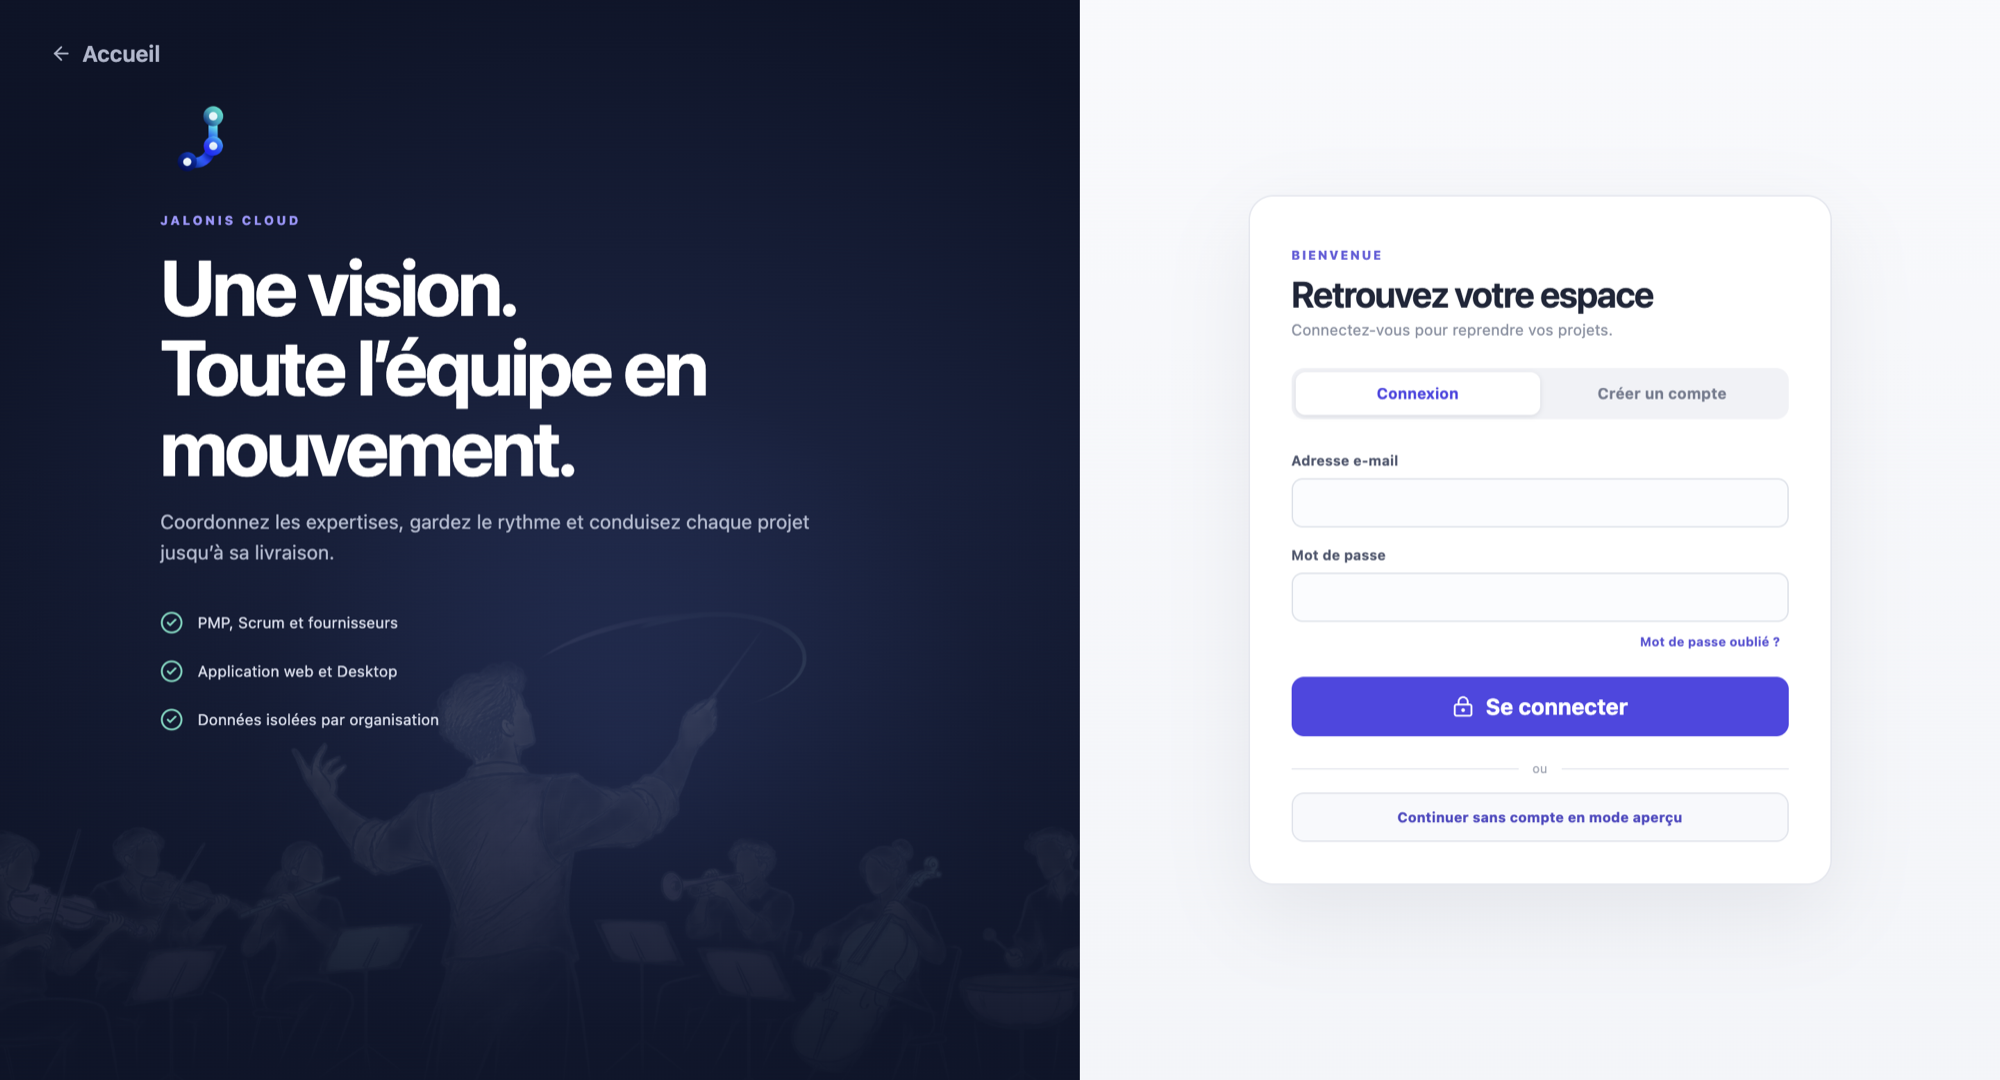 Accueil
JALONIS CLOUD
Une vision.
Toute l’équipe en
mouvement.
Coordonnez les expertises, gardez le rythme et conduisez chaque projet
jusqu’à sa livraison.
PMP, Scrum et fournisseurs
Application web et Desktop
Données isolées par organisation
BIENVENUE
Retrouvez votre espace
Connectez-vous pour reprendre vos projets.
Connexion
Créer un compte
Adresse e-mail
Mot de passe
Mot de passe oublié ?
Se connecter
ou
Continuer sans compte en mode aperçu